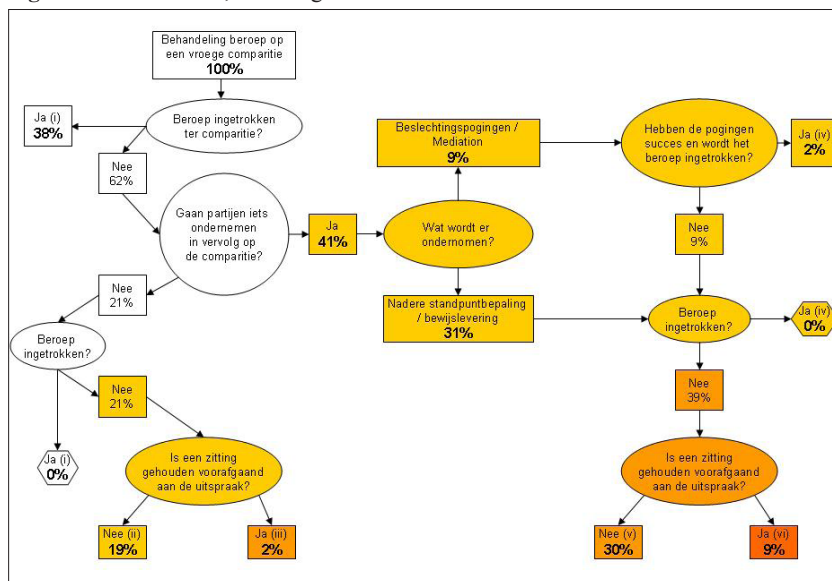 Behandeling beroep op
een vroege comparitie
100%
Beroep ingetrokken
ter comparitie?
Ja (i)
38%
Nee
62%
Gaan partijen iets
ondernemen
in vervolg op
de comparitie?
Ja
41%
Wat wordt er
ondernomen?
Beslechtingspogingen /
Mediation
9%
Hebben de pogingen
succes en wordt het
beroep ingetrokken?
Ja (iv)
2%
Nee
9%
Nadere standpuntbepaling
/ bewijslevering
31%
Beroep
ingetrokken?
Ja (iv)
0%
Nee
39%
Is een zitting
gehouden voorafgaand
aan de uitspraak?
Nee (v)
30%
Ja (vi)
9%
Nee
21%
Beroep
ingetrokken?
Ja (i)
0%
Nee
21%
Is een zitting
gehouden voorafgaand
aan de uitspraak?
Nee (ii)
19%
Ja (iii)
2%